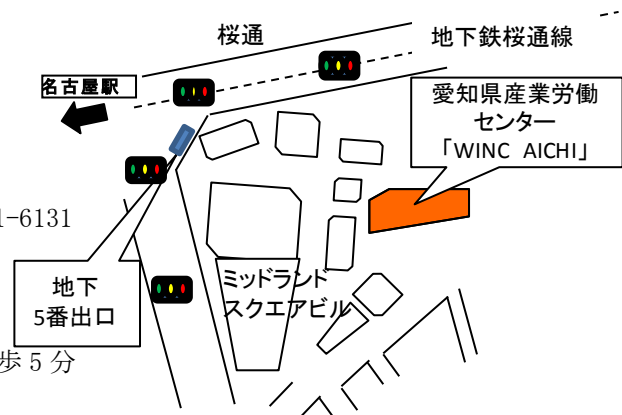 桜通
地下鉄桜通線
名古屋駅
愛知県産業労働
センター
「WINC AICHI」
1-6131
ミッドランド
スクエアビル
地下
5番出口
歩5分